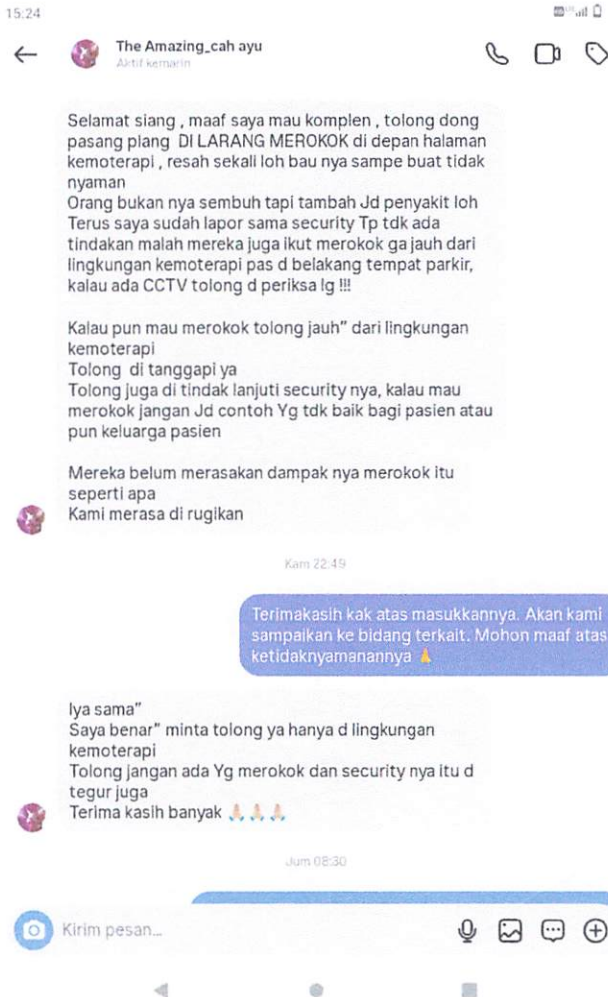 15:24
The Amazing_cah ayu
Aktif kemarin
Selamat siang , maaf saya mau komplen , tolong dong
pasang plang DI LARANG MEROKOK di depan halaman
kemoterapi , resah sekali loh bau nya sampe buat tidak
nyaman
Orang bukan nya sembuh tapi tambah Jd penyakit loh
Terus saya sudah lapor sama security Tp tdk ada
tindakan malah mereka juga ikut merokok ga jauh dari
lingkungan kemoterapi pas d belakang tempat parkir,
kalau ada CCTV tolong d periksa lg !!!
Kalau pun mau merokok tolong jauh" dari lingkungan
kemoterapi
Tolong di tanggapi ya
Tolong juga di tindak lanjuti security nya, kalau mau
merokok jangan Jd contoh Yg tdk baik bagi pasien atau
pun keluarga pasien
Mereka belum merasakan dampak nya merokok itu
seperti apa
Kami merasa di rugikan
Kam 22:49
Terimakasih kak atas masukkannya. Akan kami
sampaikan ke bidang terkait. Mohon maaf atas
ketidaknyamanannya 🙏
Iya sama"
Saya benar" minta tolong ya hanya d lingkungan
kemoterapi
Tolong jangan ada Yg merokok dan security nya itu d
tegur juga
Terima kasih banyak 🙏🏻🙏🏻🙏🏻
Jum 08:30
Kirim pesan...